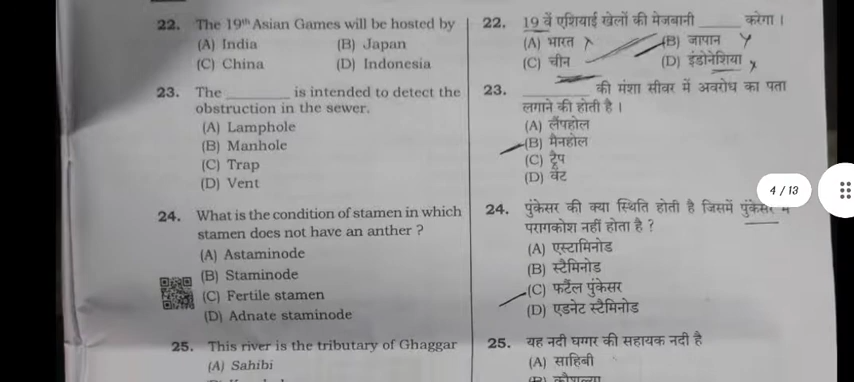 22. The 19th Asian Games will be hosted by
(A) India (B) Japan
(C) China (D) Indonesia
23. The ________ is intended to detect the
obstruction in the sewer.
(A) Lamphole
(B) Manhole
(C) Trap
(D) Vent
24. What is the condition of stamen in which
stamen does not have an anther ?
(A) Astaminode
(B) Staminode
(C) Fertile stamen
(D) Adnate staminode
25. This river is the tributary of Ghaggar
(A) Sahibi
22. 19 वें एशियाई खेलों की मेजबानी ______ करेगा ।
(A) भारत (B) जापान
(C) चीन (D) इंडोनेशिया
23. ________ की मंशा सीवर में अवरोध का पता
लगाने की होती है ।
(A) लैंपहोल
(B) मैनहोल
(C) ट्रैप
(D) वेंट
4 / 13
24. पुंकेसर की क्या स्थिति होती है जिसमें पुंकेसर में
परागकोश नहीं होता है ?
(A) एस्टामिनोड
(B) स्टैमिनोड
(C) फर्टैल पुंकेसर
(D) एडनेट स्टैमिनोड
25. यह नदी घग्गर की सहायक नदी है
(A) साहिबी
(B) कौशल्या